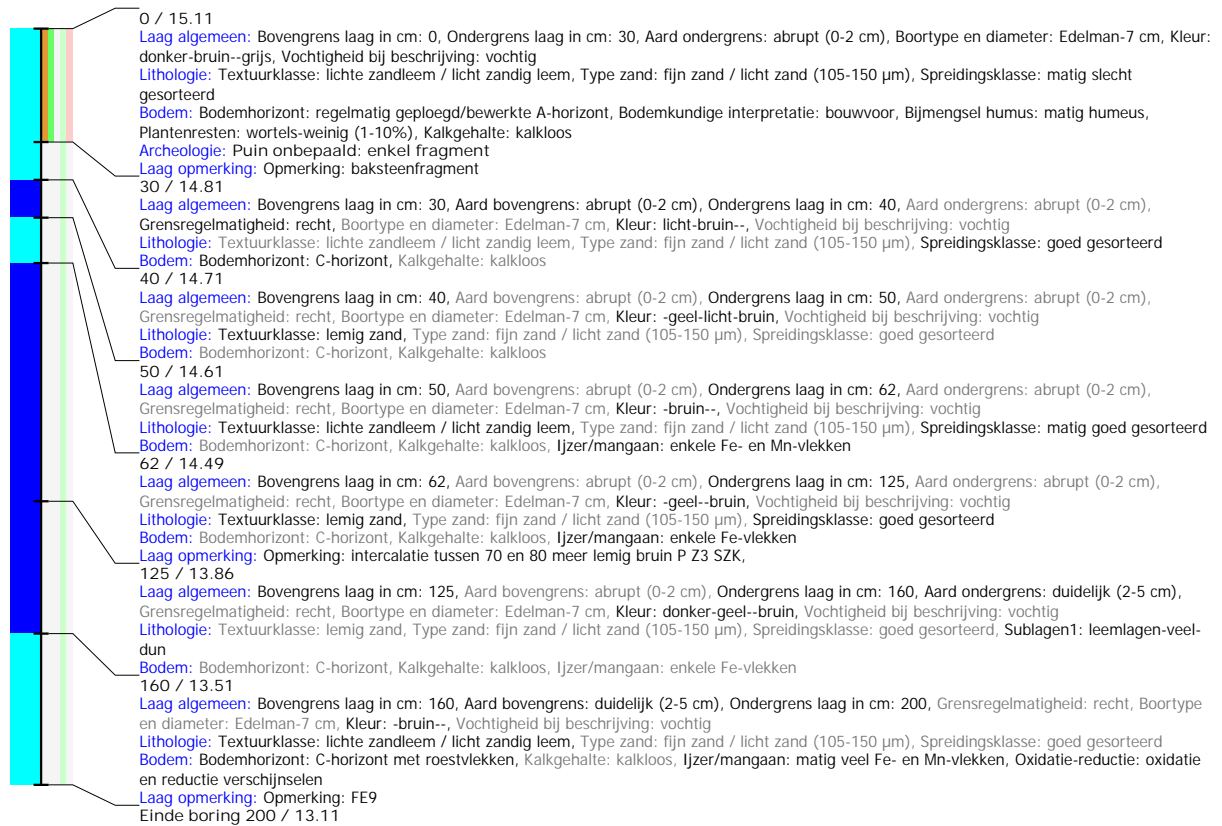 0 / 15.11
Laag algemeen: Bovengrens laag in cm: 0, Ondergrens laag in cm: 30, Aard ondergrens: abrupt (0-2 cm), Boortype en diameter: Edelman-7 cm, Kleur:
donker-bruin--grijs, Vochtigheid bij beschrijving: vochtig
Lithologie: Textuurklasse: lichte zandleem / licht zandig leem, Type zand: fijn zand / licht zand (105-150 µm), Spreidingsklasse: matig slecht
gesorteerd
Bodem: Bodemhorizont: regelmatig geploegd/bewerkte A-horizont, Bodemkundige interpretatie: bouwvoor, Bijmengsel humus: matig humeus,
Plantenresten: wortels-weinig (1-10%), Kalkgehalte: kalkloos
Archeologie: Puin onbepaald: enkel fragment
Laag opmerking: Opmerking: baksteenfragment
30 / 14.81
Laag algemeen: Bovengrens laag in cm: 30, Aard bovengrens: abrupt (0-2 cm), Ondergrens laag in cm: 40, Aard ondergrens: abrupt (0-2 cm),
Grensregelmatigheid: recht, Boortype en diameter: Edelman-7 cm, Kleur: licht-bruin--, Vochtigheid bij beschrijving: vochtig
Lithologie: Textuurklasse: lichte zandleem / licht zandig leem, Type zand: fijn zand / licht zand (105-150 µm), Spreidingsklasse: goed gesorteerd
Bodem: Bodemhorizont: C-horizont, Kalkgehalte: kalkloos
40 / 14.71
Laag algemeen: Bovengrens laag in cm: 40, Aard bovengrens: abrupt (0-2 cm), Ondergrens laag in cm: 50, Aard ondergrens: abrupt (0-2 cm),
Grensregelmatigheid: recht, Boortype en diameter: Edelman-7 cm, Kleur: -geel-licht-bruin, Vochtigheid bij beschrijving: vochtig
Lithologie: Textuurklasse: lemig zand, Type zand: fijn zand / licht zand (105-150 µm), Spreidingsklasse: goed gesorteerd
Bodem: Bodemhorizont: C-horizont, Kalkgehalte: kalkloos
50 / 14.61
Laag algemeen: Bovengrens laag in cm: 50, Aard bovengrens: abrupt (0-2 cm), Ondergrens laag in cm: 62, Aard ondergrens: abrupt (0-2 cm),
Grensregelmatigheid: recht, Boortype en diameter: Edelman-7 cm, Kleur: -bruin--, Vochtigheid bij beschrijving: vochtig
Lithologie: Textuurklasse: lichte zandleem / licht zandig leem, Type zand: fijn zand / licht zand (105-150 µm), Spreidingsklasse: matig goed gesorteerd
Bodem: Bodemhorizont: C-horizont, Kalkgehalte: kalkloos, Ijzer/mangaan: enkele Fe- en Mn-vlekken
62 / 14.49
Laag algemeen: Bovengrens laag in cm: 62, Aard bovengrens: abrupt (0-2 cm), Ondergrens laag in cm: 125, Aard ondergrens: abrupt (0-2 cm),
Grensregelmatigheid: recht, Boortype en diameter: Edelman-7 cm, Kleur: -geel--bruin, Vochtigheid bij beschrijving: vochtig
Lithologie: Textuurklasse: lemig zand, Type zand: fijn zand / licht zand (105-150 µm), Spreidingsklasse: goed gesorteerd
Bodem: Bodemhorizont: C-horizont, Kalkgehalte: kalkloos, Ijzer/mangaan: enkele Fe-vlekken
Laag opmerking: Opmerking: intercalatie tussen 70 en 80 meer lemig bruin P Z3 SZK,
125 / 13.86
Laag algemeen: Bovengrens laag in cm: 125, Aard bovengrens: abrupt (0-2 cm), Ondergrens laag in cm: 160, Aard ondergrens: duidelijk (2-5 cm),
Grensregelmatigheid: recht, Boortype en diameter: Edelman-7 cm, Kleur: donker-geel--bruin, Vochtigheid bij beschrijving: vochtig
Lithologie: Textuurklasse: lemig zand, Type zand: fijn zand / licht zand (105-150 µm), Spreidingsklasse: goed gesorteerd, Sublagen1: leemlagen-veel-
dun
Bodem: Bodemhorizont: C-horizont, Kalkgehalte: kalkloos, Ijzer/mangaan: enkele Fe-vlekken
160 / 13.51
Laag algemeen: Bovengrens laag in cm: 160, Aard bovengrens: duidelijk (2-5 cm), Ondergrens laag in cm: 200, Grensregelmatigheid: recht, Boortype
en diameter: Edelman-7 cm, Kleur: -bruin--, Vochtigheid bij beschrijving: vochtig
Lithologie: Textuurklasse: lichte zandleem / licht zandig leem, Type zand: fijn zand / licht zand (105-150 µm), Spreidingsklasse: goed gesorteerd
Bodem: Bodemhorizont: C-horizont met roestvlekken, Kalkgehalte: kalkloos, Ijzer/mangaan: matig veel Fe- en Mn-vlekken, Oxidatie-reductie: oxidatie
en reductie verschijnselen
Laag opmerking: Opmerking: FE9
Einde boring 200 / 13.11